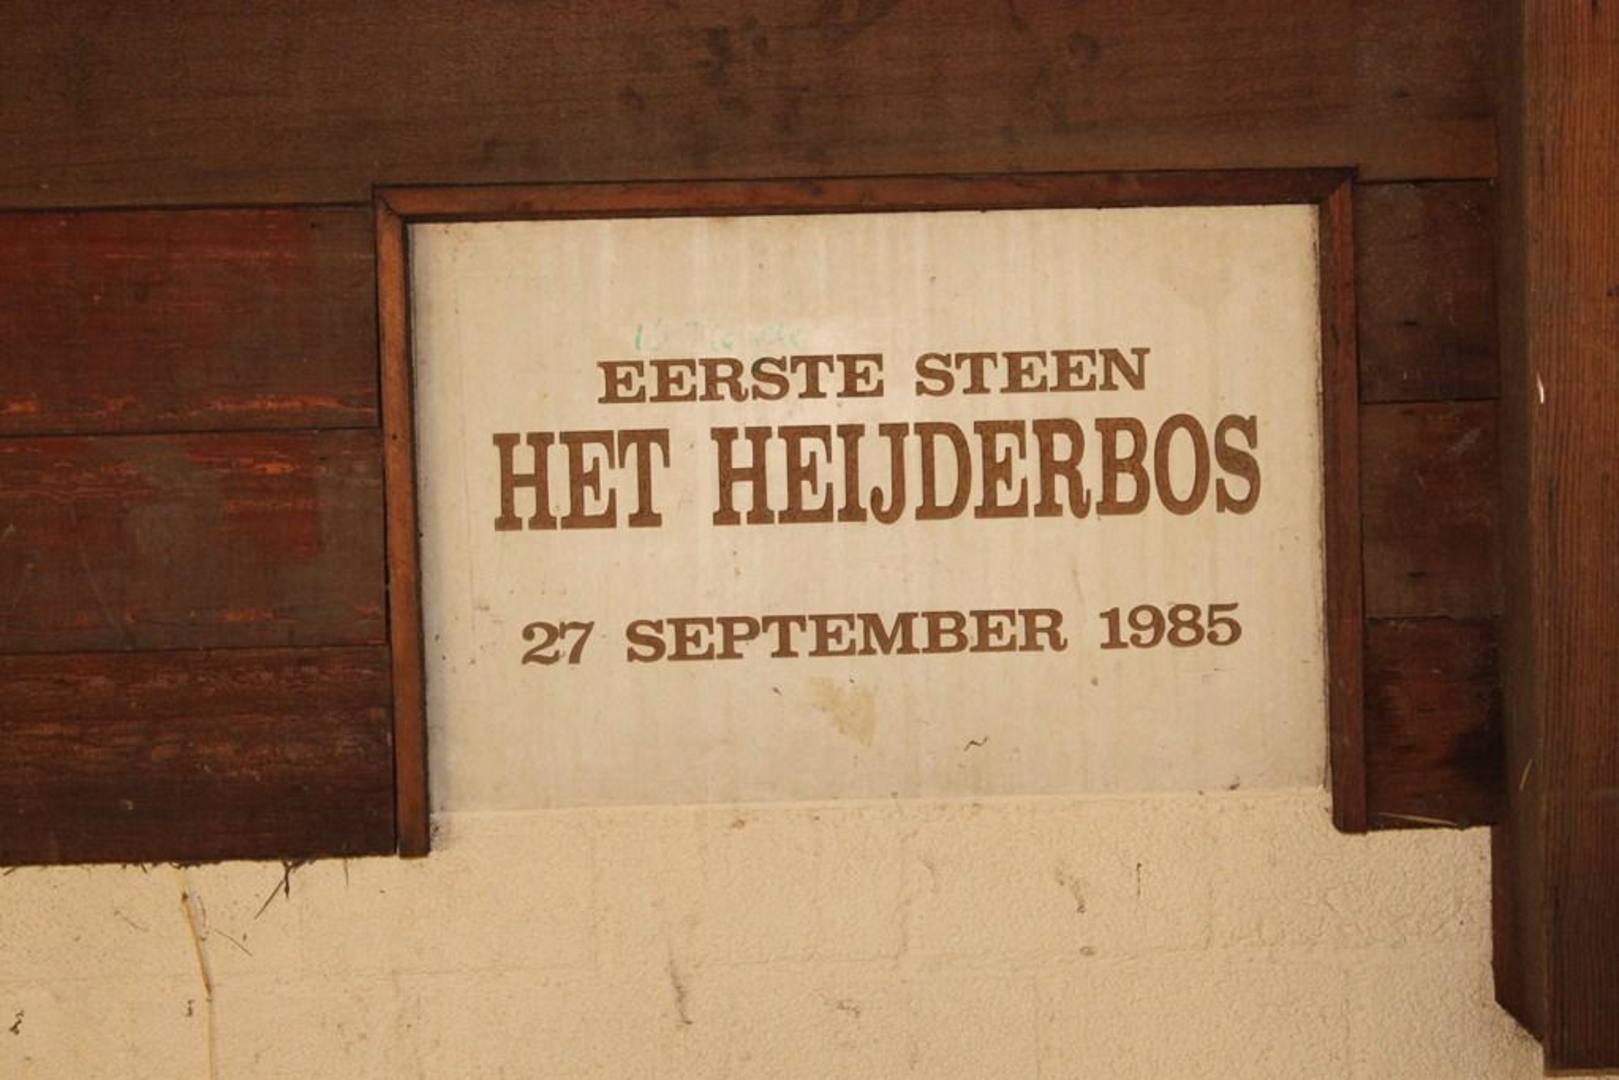 EERSTE STEEN
HET HEIJDERBOS
27 SEPTEMBER 1985